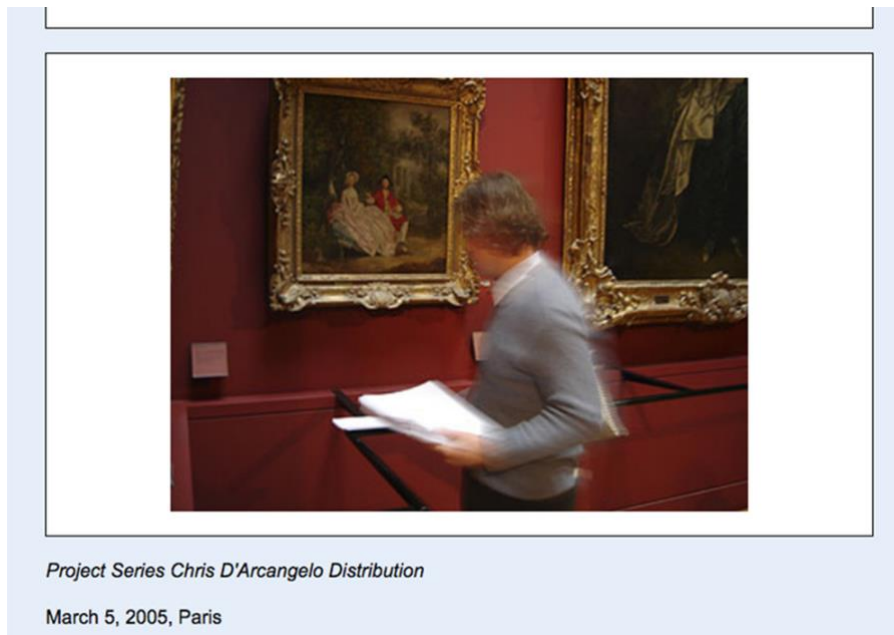 Project Series Chris D'Arcangelo Distribution
March 5, 2005, Paris